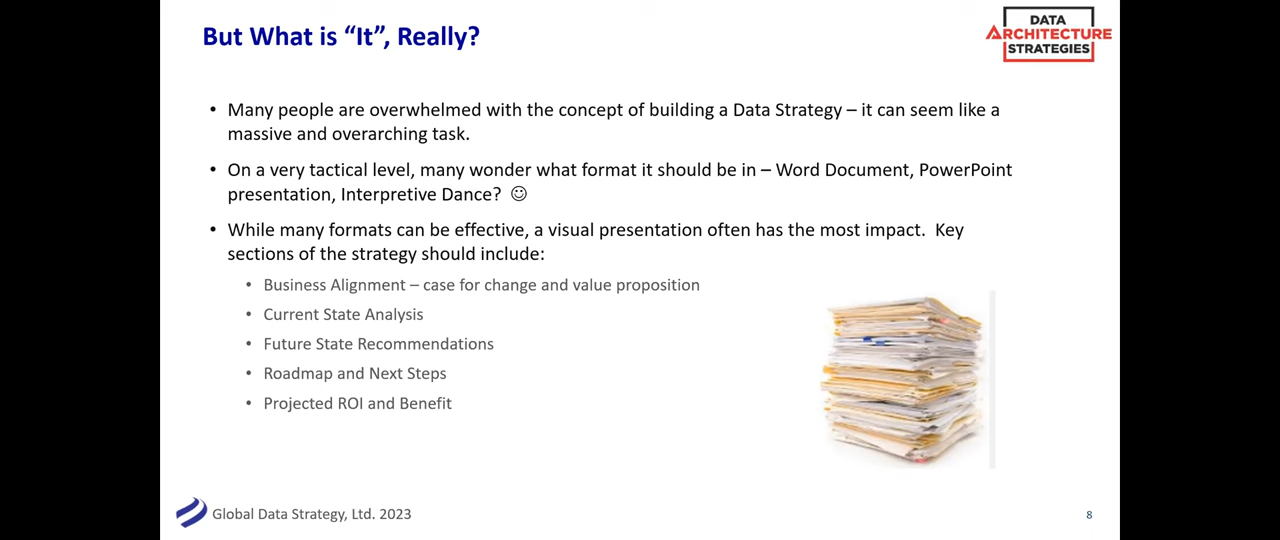 But What is “It”, Really?
DATA
ARCHITECTURE
STRATEGIES
• Many people are overwhelmed with the concept of building a Data Strategy – it can seem like a
massive and overarching task.
• On a very tactical level, many wonder what format it should be in – Word Document, PowerPoint
presentation, Interpretive Dance? ☺
• While many formats can be effective, a visual presentation often has the most impact.  Key
sections of the strategy should include:
• Business Alignment – case for change and value proposition
• Current State Analysis
• Future State Recommendations
• Roadmap and Next Steps
• Projected ROI and Benefit
Global Data Strategy, Ltd. 2023
8